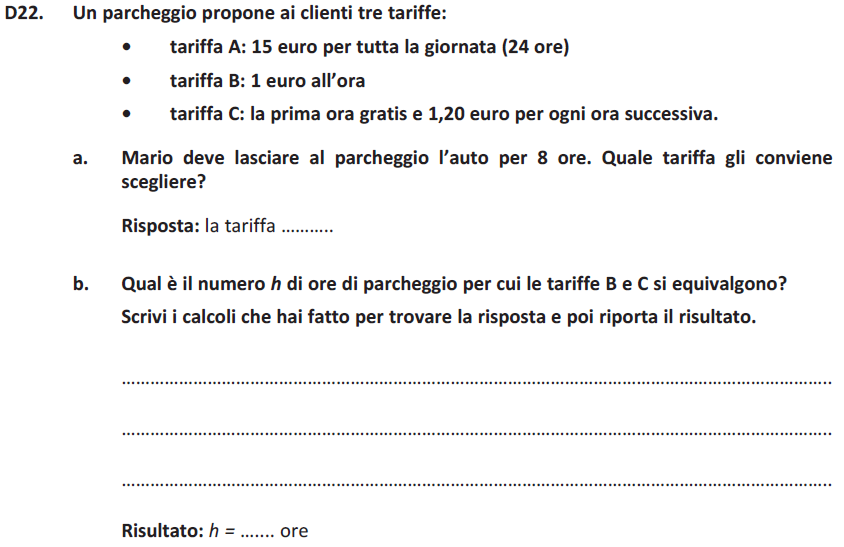 D22. Un parcheggio propone ai clienti tre tariffe:
• tariffa A: 15 euro per tutta la giornata (24 ore)
• tariffa B: 1 euro all’ora
• tariffa C: la prima ora gratis e 1,20 euro per ogni ora successiva.
a. Mario deve lasciare al parcheggio l’auto per 8 ore. Quale tariffa gli conviene
scegliere?
Risposta: la tariffa ...........
b. Qual è il numero h di ore di parcheggio per cui le tariffe B e C si equivalgono?
Scrivi i calcoli che hai fatto per trovare la risposta e poi riporta il risultato.
........................................................................................................................
........................................................................................................................
........................................................................................................................
Risultato: h = ....... ore